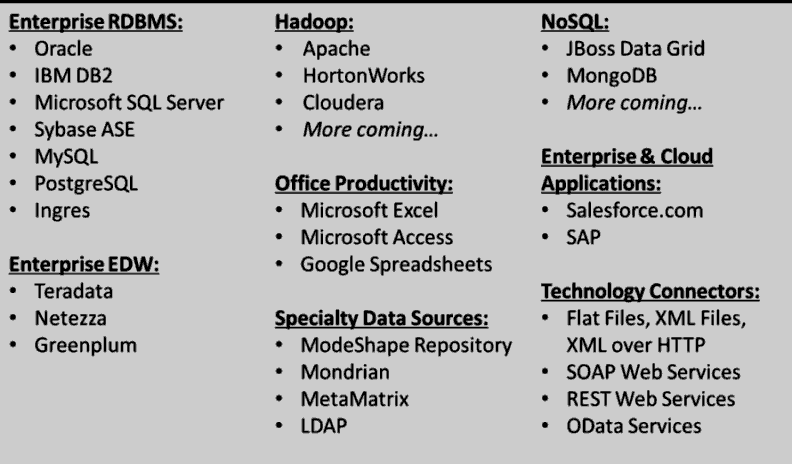 Enterprise RDBMS:
• Oracle
• IBM DB2
• Microsoft SQL Server
• Sybase ASE
• MySQL
• PostgreSQL
• Ingres
Enterprise EDW:
• Teradata
• Netezza
• Greenplum
Hadoop:
• Apache
• HortonWorks
• Cloudera
• More coming...
Office Productivity:
• Microsoft Excel
• Microsoft Access
• Google Spreadsheets
Specialty Data Sources:
• ModeShape Repository
• Mondrian
• MetaMatrix
• LDAP
NoSQL:
• JBoss Data Grid
• MongoDB
• More coming...
Enterprise & Cloud
Applications:
• Salesforce.com
• SAP
Technology Connectors:
• Flat Files, XML Files,
XML over HTTP
• SOAP Web Services
• REST Web Services
• OData Services